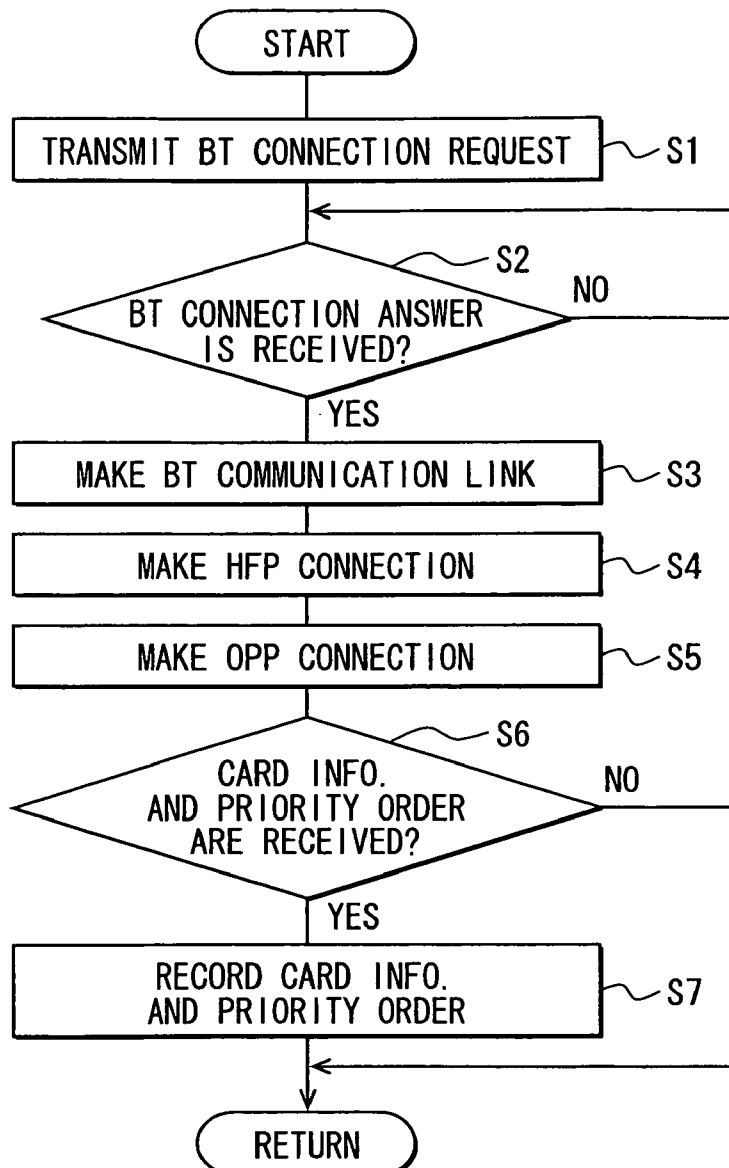 START
TRANSMIT BT CONNECTION REQUEST
S1
S2
BT CONNECTION ANSWER
IS RECEIVED?
NO
YES
MAKE BT COMMUNICATION LINK
S3
MAKE HFP CONNECTION
S4
MAKE OPP CONNECTION
S5
S6
CARD INFO.
AND PRIORITY ORDER
ARE RECEIVED?
NO
YES
RECORD CARD INFO.
AND PRIORITY ORDER
S7
RETURN